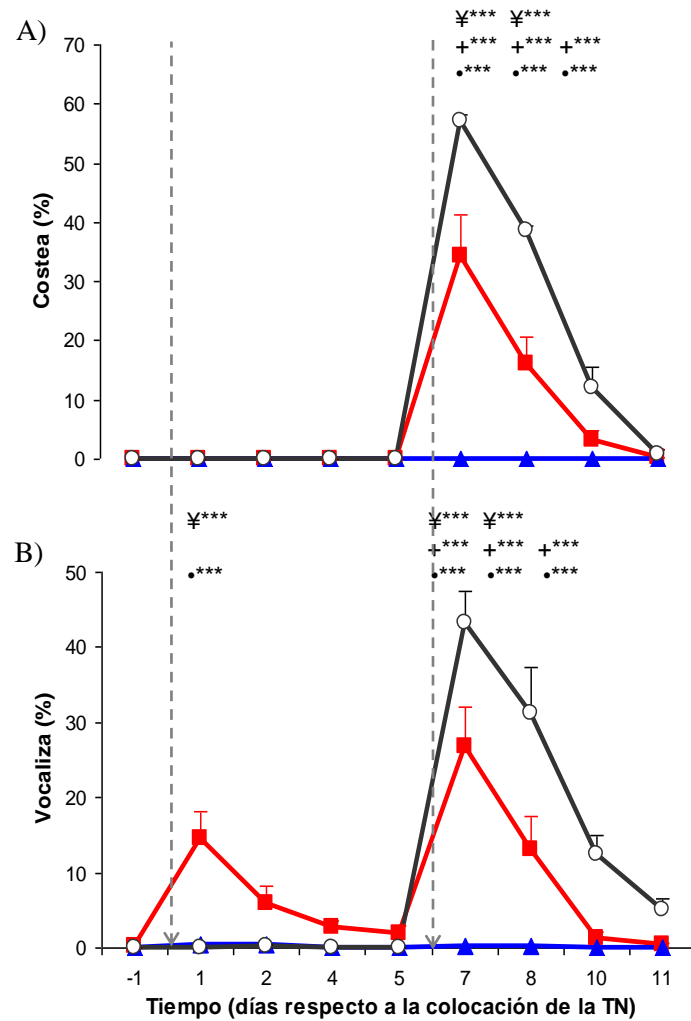 A)
¥*** ¥***
+*** +*** +***
•*** •*** •***
70
60
50
40
30
20
10
0
Costea (%)
B)
¥*** ¥*** ¥***
+*** +*** +***
•*** •*** •*** •***
50
40
30
20
10
0
Vocaliza (%)
-1 1 2 4 5 7 8 10 11
Tiempo (días respecto a la colocación de la TN)